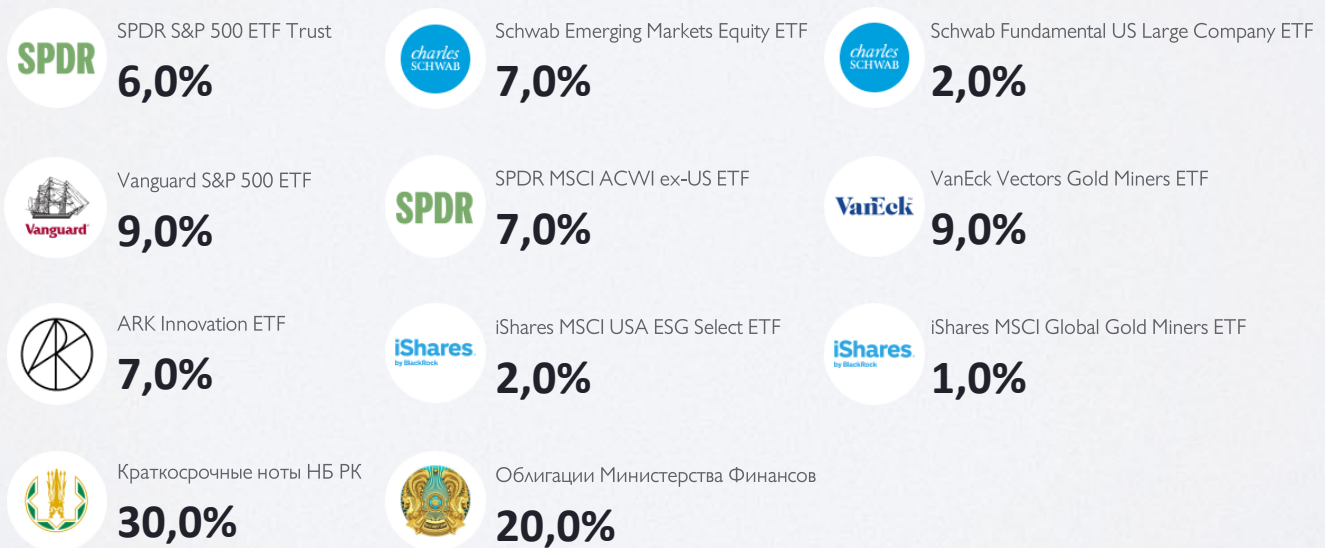 SPDR
SPDR S&P 500 ETF Trust
6,0%
charles
SCHWAB
Schwab Emerging Markets Equity ETF
7,0%
charles
SCHWAB
Schwab Fundamental US Large Company ETF
2,0%
Vanguard
Vanguard S&P 500 ETF
9,0%
SPDR
SPDR MSCI ACWI ex-US ETF
7,0%
VanEck
VanEck Vectors Gold Miners ETF
9,0%
ARK
ARK Innovation ETF
7,0%
iShares.
by BlackRock
iShares MSCI USA ESG Select ETF
2,0%
iShares.
by BlackRock
iShares MSCI Global Gold Miners ETF
1,0%
Краткосрочные ноты НБ РК
30,0%
Облигации Министерства Финансов
20,0%